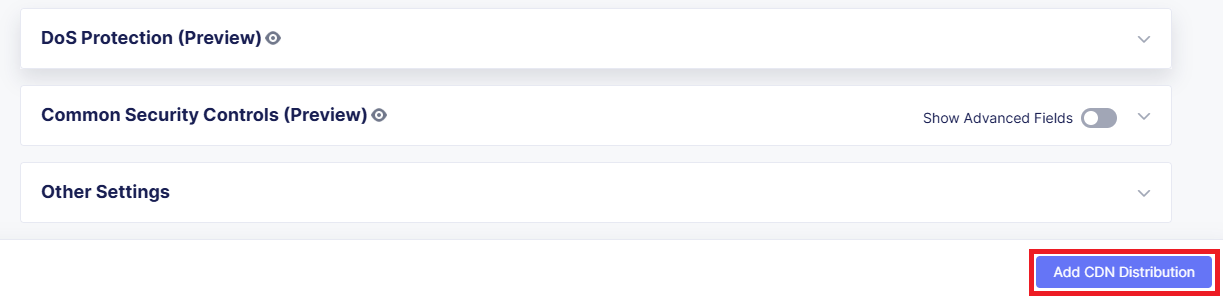 DoS Protection (Preview)
Common Security Controls (Preview)
Show Advanced Fields
Other Settings
Add CDN Distribution